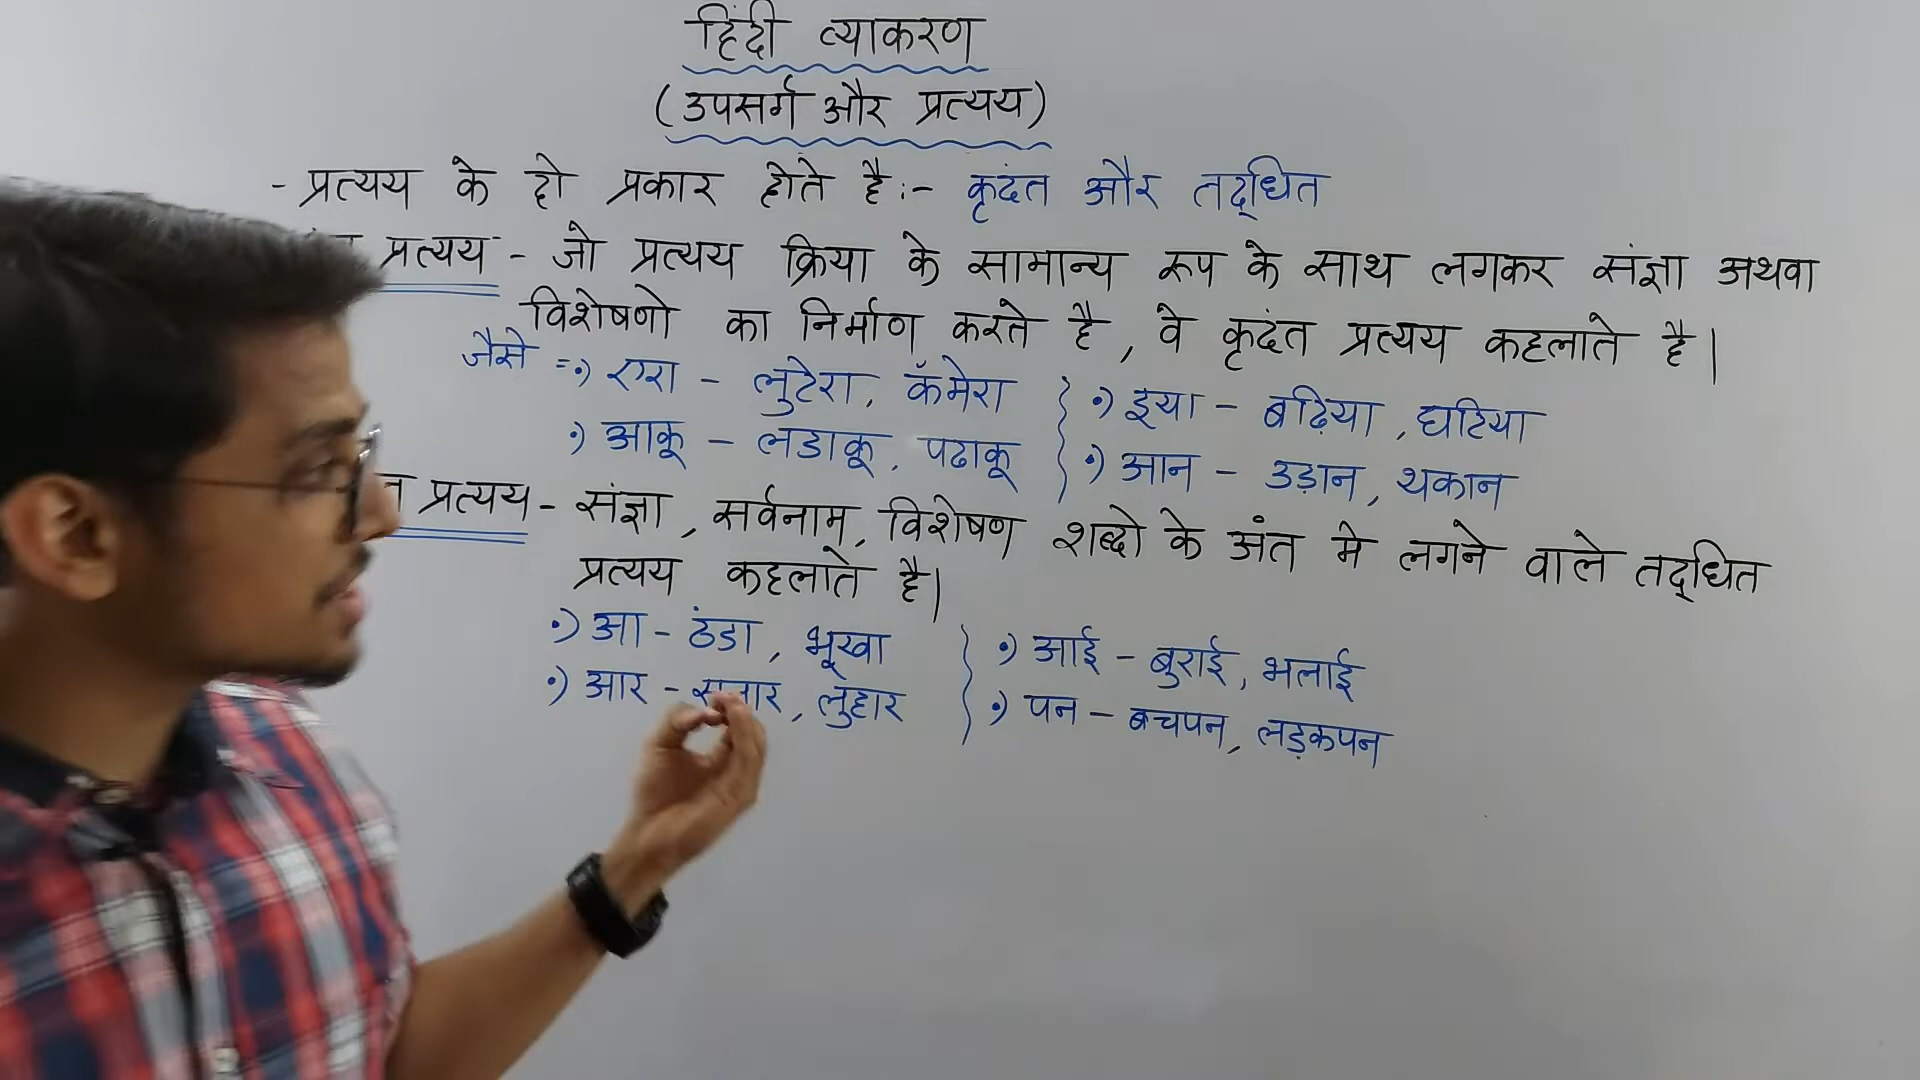 हिंदी व्याकरण
(उपसर्ग और प्रत्यय)
- प्रत्यय के दो प्रकार होते है:- कृदंत और तद्धित
प्रत्यय - जो प्रत्यय क्रिया के सामान्य रूप के साथ लगकर संज्ञा अथवा
विशेषणो का निर्माण करते है, वे कृदंत प्रत्यय कहलाते है।
जैसे => •) एरा - लुटेरा, कॅमेरा •) इया - बढ़िया, घटिया
•) आकू - लडाकू, पढाकू •) आन - उड़ान, थकान
त प्रत्यय - संज्ञा, सर्वनाम, विशेषण शब्दो के अंत मे लगने वाले तद्धित
प्रत्यय कहलाते है।
•) आ - ठंडा, भूखा •) आई - बुराई, भलाई
•) आर - लुहार •) पन - बचपन, लड़कपन